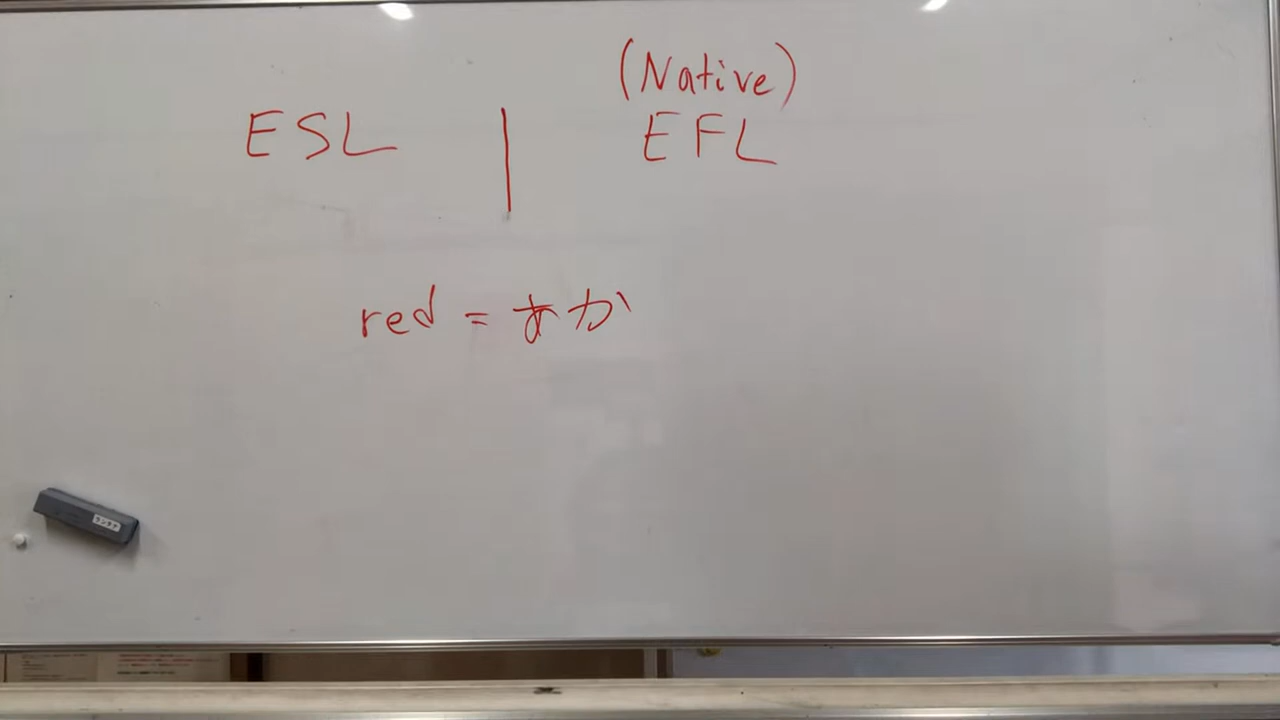 (Native)
ESL | EFL
red = あか